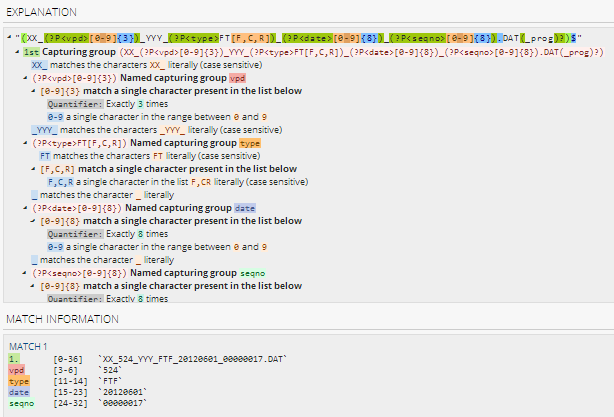 EXPLANATION
"(XX_(?P<vpd>[0-9]{3})_YYY_(?P<type>FT[F,C,R])_(?P<date>[0-9]{8})_(?P<seqno>[0-9]{8}).DAT(_prog)?)$"
1st Capturing group (XX_(?P<vpd>[0-9]{3})_YYY_(?P<type>FT[F,C,R])_(?P<date>[0-9]{8})_(?P<seqno>[0-9]{8}).DAT(_prog)?)
XX_ matches the characters XX_ literally (case sensitive)
(?P<vpd>[0-9]{3}) Named capturing group vpd
[0-9]{3} match a single character present in the list below
Quantifier: Exactly 3 times
0-9 a single character in the range between 0 and 9
_YYY_ matches the characters _YYY_ literally (case sensitive)
(?P<type>FT[F,C,R]) Named capturing group type
FT matches the characters FT literally (case sensitive)
[F,C,R] match a single character present in the list below
F,C,R a single character in the list F,CR literally (case sensitive)
_ matches the character _ literally
(?P<date>[0-9]{8}) Named capturing group date
[0-9]{8} match a single character present in the list below
Quantifier: Exactly 8 times
0-9 a single character in the range between 0 and 9
_ matches the character _ literally
(?P<seqno>[0-9]{8}) Named capturing group seqno
[0-9]{8} match a single character present in the list below
Quantifier: Exactly 8 times
MATCH INFORMATION
MATCH 1
1. [0-36] `XX_524_YYY_FTF_20120601_00000017.DAT`
vpd [3-6] `524`
type [11-14] `FTF`
date [15-23] `20120601`
seqno [24-32] `00000017`